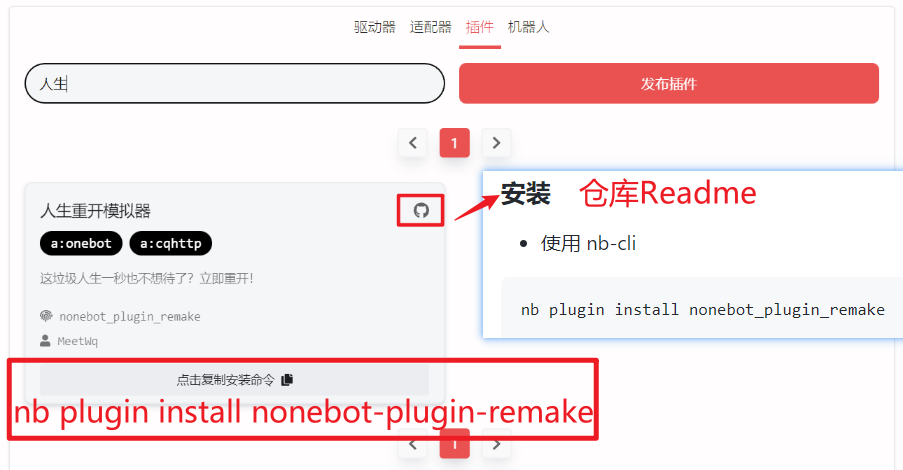 驱动器 适配器 插件 机器人
人生
发布插件
1
人生重开模拟器
a:onebot a:cqhttp
这垃圾人生一秒也不想待了？立即重开！
nonebot_plugin_remake
MeetWq
点击复制安装命令
nb plugin install nonebot-plugin-remake
1
安装 仓库Readme
• 使用 nb-cli
nb plugin install nonebot_plugin_remake